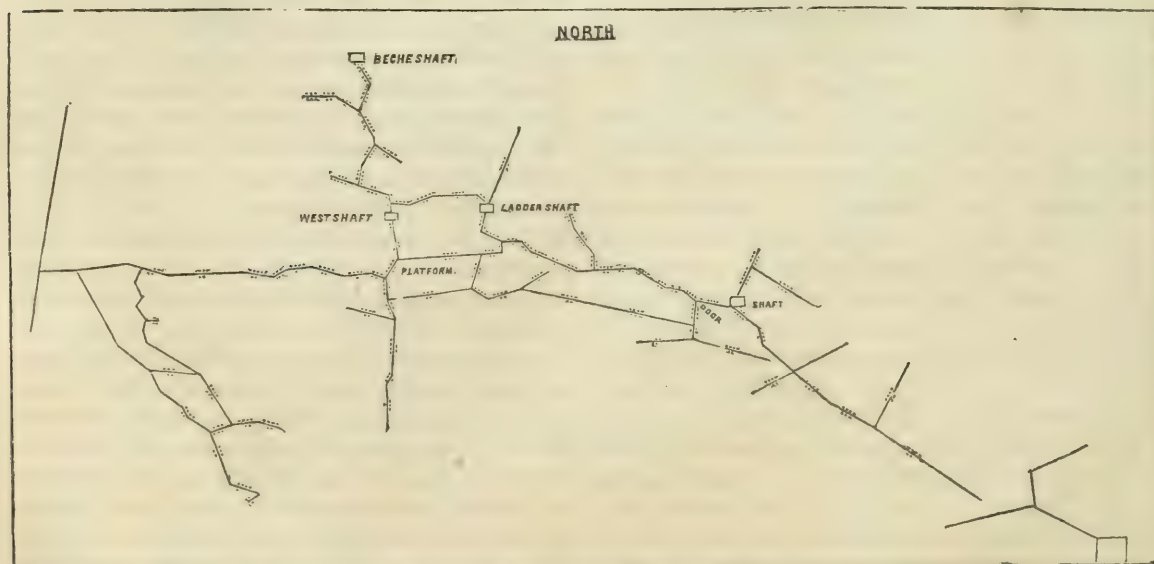 NORTH
BECHE SHAFT.
LADDER SHAFT
WEST SHAFT
PLATFORM.
DOOR
SHAFT